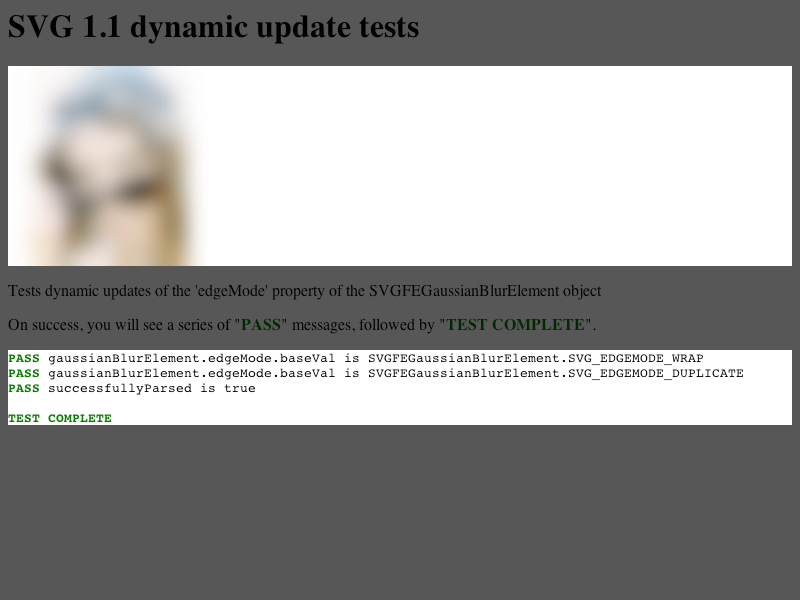 SVG 1.1 dynamic update tests
Tests dynamic updates of the 'edgeMode' property of the SVGFEGaussianBlurElement object
On success, you will see a series of "PASS" messages, followed by "TEST COMPLETE".
PASS gaussianBlurElement.edgeMode.baseVal is SVGFEGaussianBlurElement.SVG_EDGEMODE_WRAP
PASS gaussianBlurElement.edgeMode.baseVal is SVGFEGaussianBlurElement.SVG_EDGEMODE_DUPLICATE
PASS successfullyParsed is true
TEST COMPLETE